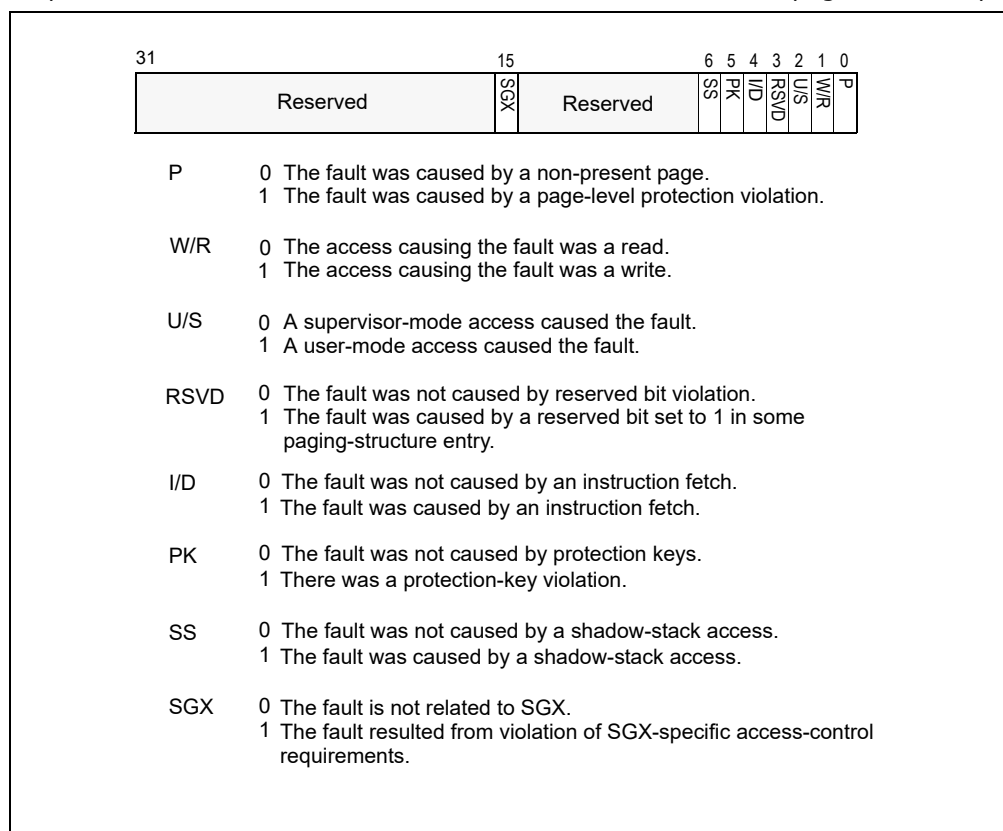 31 15 6 5 4 3 2 1 0
Reserved SGX Reserved SS PK I/D RSVD U/S W/R P
P 0 The fault was caused by a non-present page.
1 The fault was caused by a page-level protection violation.
W/R 0 The access causing the fault was a read.
1 The access causing the fault was a write.
U/S 0 A supervisor-mode access caused the fault.
1 A user-mode access caused the fault.
RSVD 0 The fault was not caused by reserved bit violation.
1 The fault was caused by a reserved bit set to 1 in some
paging-structure entry.
I/D 0 The fault was not caused by an instruction fetch.
1 The fault was caused by an instruction fetch.
PK 0 The fault was not caused by protection keys.
1 There was a protection-key violation.
SS 0 The fault was not caused by a shadow-stack access.
1 The fault was caused by a shadow-stack access.
SGX 0 The fault is not related to SGX.
1 The fault resulted from violation of SGX-specific access-control
requirements.